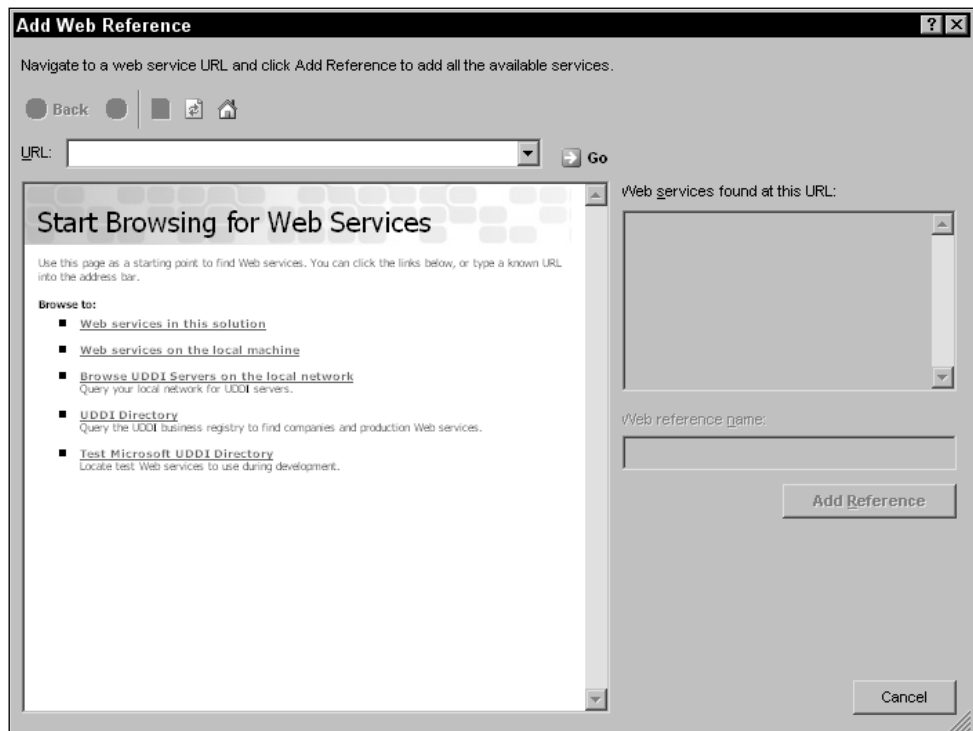 Add Web Reference
Navigate to a web service URL and click Add Reference to add all the available services.
Back
URL:
Go
Start Browsing for Web Services
Use this page as a starting point to find Web services. You can click the links below, or type a known URL
into the address bar.
Browse to:
Web services in this solution
Web services on the local machine
Browse UDDI Servers on the local network
Query your local network for UDDI servers.
UDDI Directory
Query the UDDI business registry to find companies and production Web services.
Test Microsoft UDDI Directory
Locate test Web services to use during development.
Web services found at this URL:
Web reference name:
Add Reference
Cancel